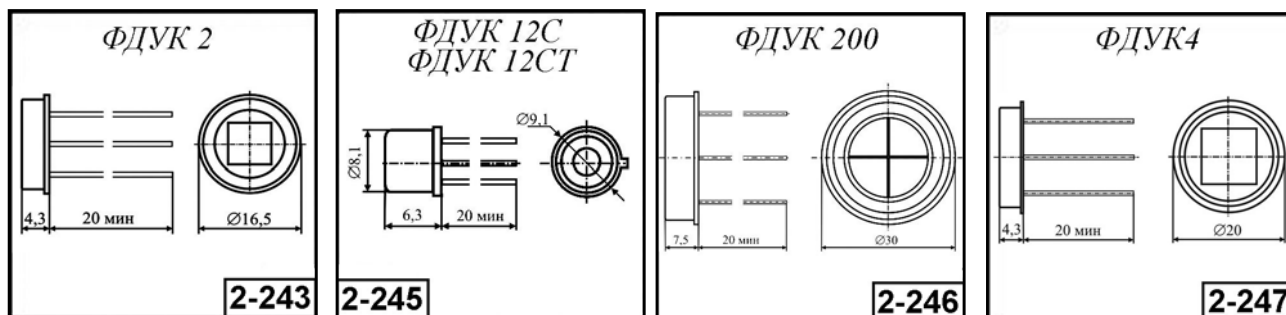 ФДУК 2
4,3
20 мин
Ø16,5
2-243
ФДУК 12С
ФДУК 12СТ
Ø8,1
Ø9,1
6,3
20 мин
2-245
ФДУК 200
7,5
20 мин
Ø30
2-246
ФДУК4
4,3
20 мин
Ø20
2-247